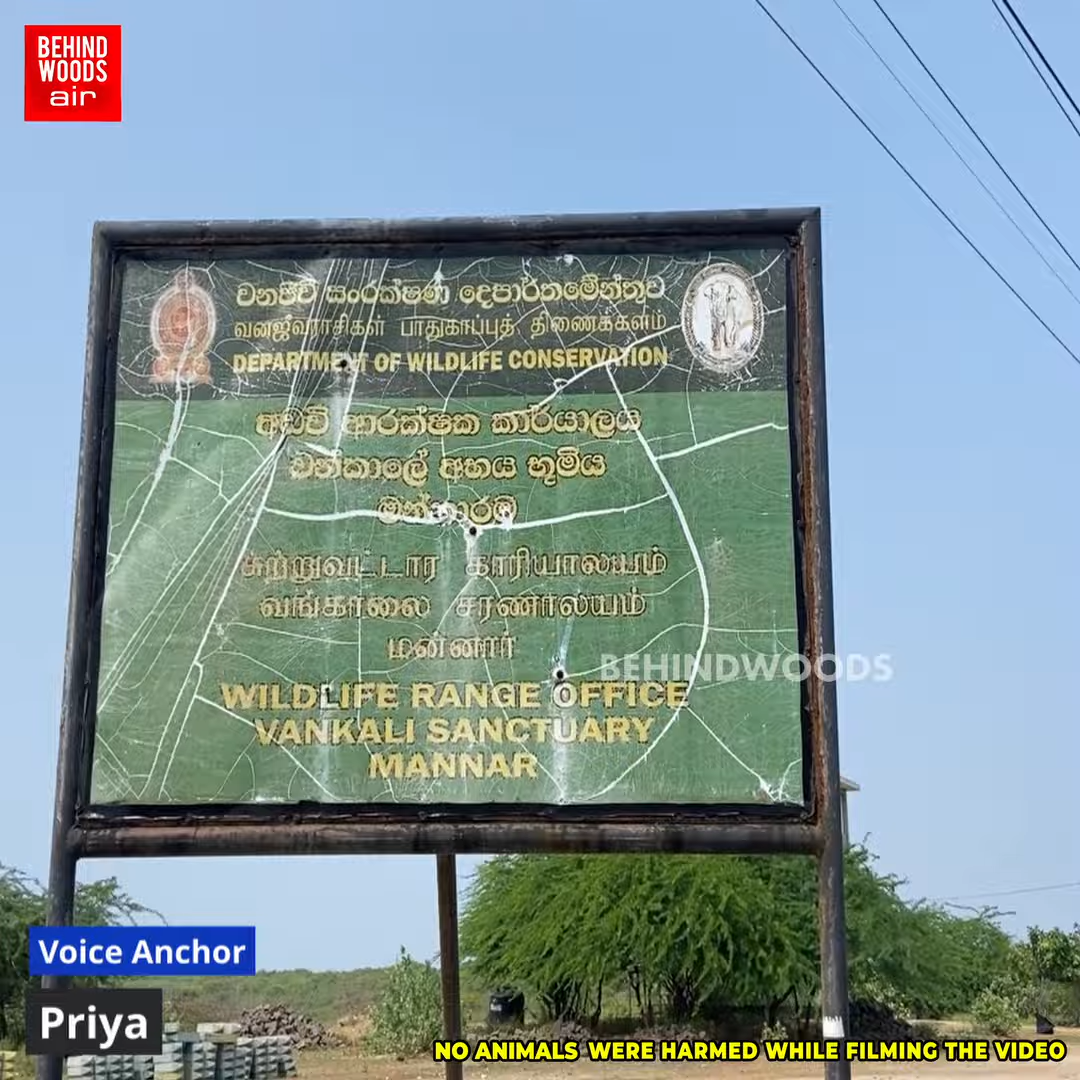 BEHIND
WOODS
air
වනජීවී සංරක්ෂණ දෙපාර්තමේන්තුව
வனஜீவராசிகள் பாதுகாப்புத் திணைக்களம்
DEPARTMENT OF WILDLIFE CONSERVATION
අඩවි ආරක්ෂක කාර්යාලය
වන්කාලේ අභය භූමිය
මන්නාරම
சுற்றுவட்டார காரியாலயம்
வங்காலை சரணாலயம்
மன்னார்
BEHINDWOODS
WILDLIFE RANGE OFFICE
VANKALI SANCTUARY
MANNAR
Voice Anchor
Priya
NO ANIMALS WERE HARMED WHILE FILMING THE VIDEO